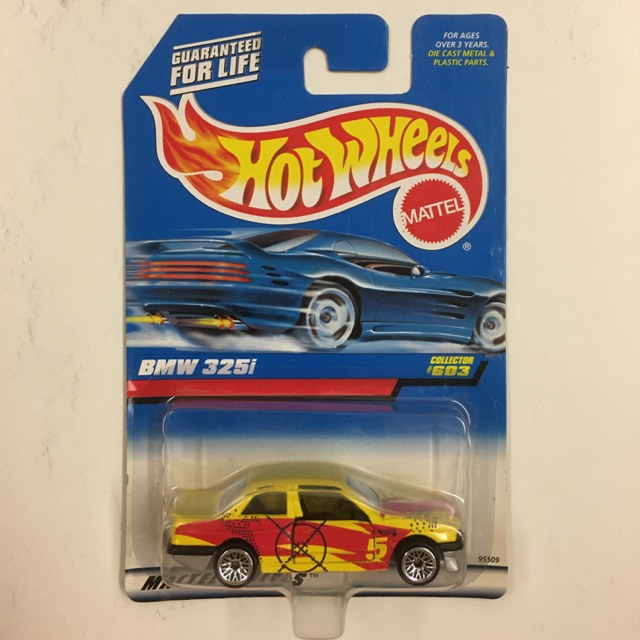 GUARANTEED
FOR LIFE
FOR AGES
OVER 3 YEARS.
DIE CAST METAL &
PLASTIC PARTS.
HOT WHEELS
MATTEL
®
BMW 325i
COLLECTOR
#603
5
95509
™